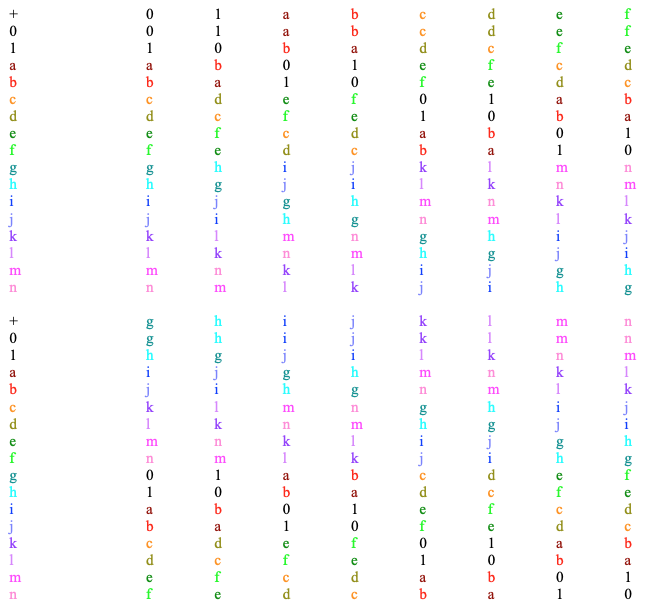 + 0 1 a b c d e f
0 0 1 a b c d e f
1 1 0 b a d c f e
a a b 0 1 e f c d
b b a 1 0 f e d c
c c d e f 0 1 a b
d d c f e 1 0 b a
e e f c d a b 0 1
f f e d c b a 1 0
g g h i j k l m n
h h g j i l k n m
i i j g h m n k l
j j i h g n m l k
k k l m n g h i j
l l k n m h g j i
m m n k l i j g h
n n m l k j i h g
+ g h i j k l m n
0 g h i j k l m n
1 h g j i l k n m
a i j g h m n k l
b j i h g n m l k
c k l m n g h i j
d l k n m h g j i
e m n k l i j g h
f n m l k j i h g
g 0 1 a b c d e f
h 1 0 b a d c f e
i a b 0 1 e f c d
j b a 1 0 f e d c
k c d e f 0 1 a b
l d c f e 1 0 b a
m e f c d a b 0 1
n f e d c b a 1 0